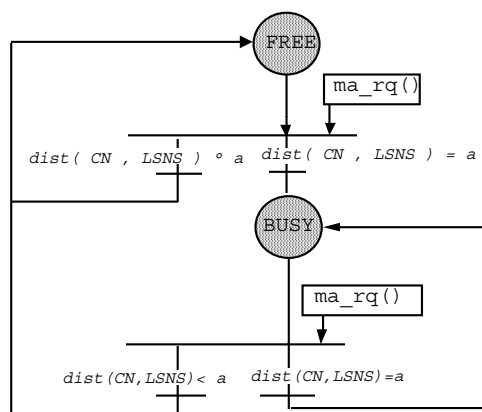 FREE
ma_rq()
dist( CN , LSNS ) ° a dist( CN , LSNS ) = a
BUSY
ma_rq()
dist(CN,LSNS)< a dist(CN,LSNS)=a